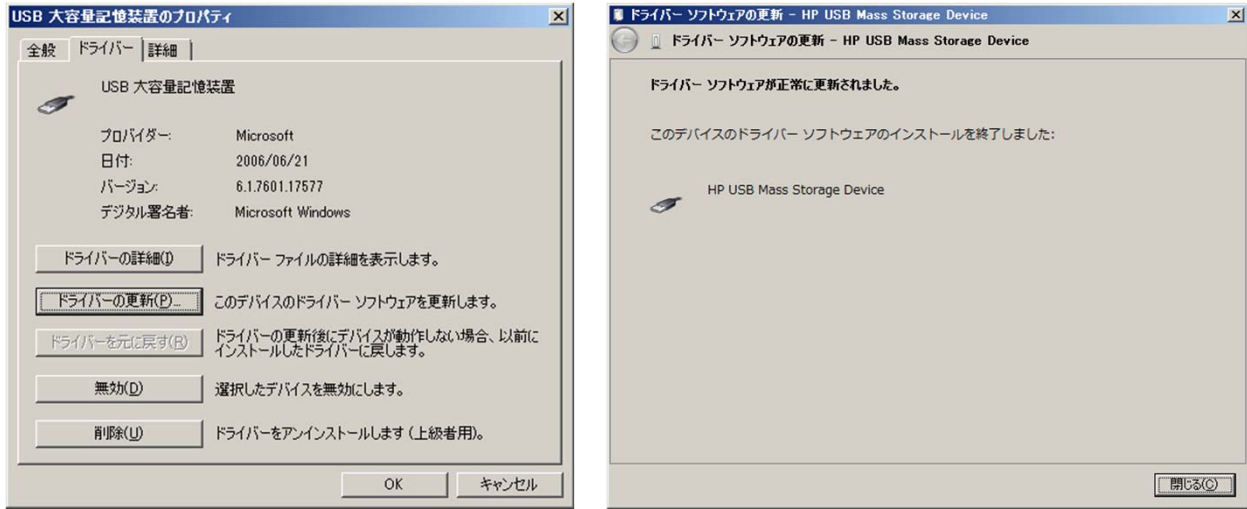 USB 大容量記憶装置のプロパティ
全般 ドライバー 詳細
USB 大容量記憶装置
プロバイダー: Microsoft
日付: 2006/06/21
バージョン: 6.1.7601.17577
デジタル署名者: Microsoft Windows
ドライバーの詳細(I) ドライバー ファイルの詳細を表示します。
ドライバーの更新(P)... このデバイスのドライバー ソフトウェアを更新します。
ドライバーを元に戻す(R) ドライバーの更新後にデバイスが動作しない場合、以前に
インストールしたドライバーに戻します。
無効(D) 選択したデバイスを無効にします。
削除(U) ドライバーをアンインストールします (上級者用)。
OK キャンセル
ドライバー ソフトウェアの更新 - HP USB Mass Storage Device
ドライバー ソフトウェアの更新 - HP USB Mass Storage Device
ドライバー ソフトウェアが正常に更新されました。
このデバイスのドライバー ソフトウェアのインストールを終了しました:
HP USB Mass Storage Device
閉じる(C)